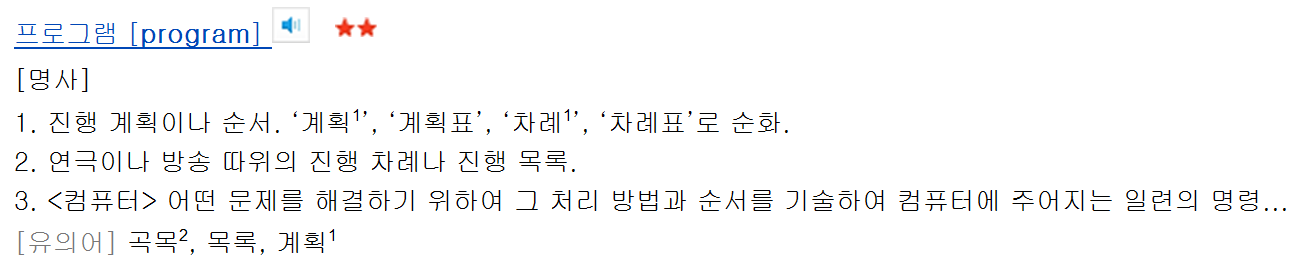 프로그램 [program] ★★
[명사]
1. 진행 계획이나 순서. ‘계획¹’, ‘계획표’, ‘차례¹’, ‘차례표’로 순화.
2. 연극이나 방송 따위의 진행 차례나 진행 목록.
3. <컴퓨터> 어떤 문제를 해결하기 위하여 그 처리 방법과 순서를 기술하여 컴퓨터에 주어지는 일련의 명령...
[유의어] 곡목², 목록, 계획¹